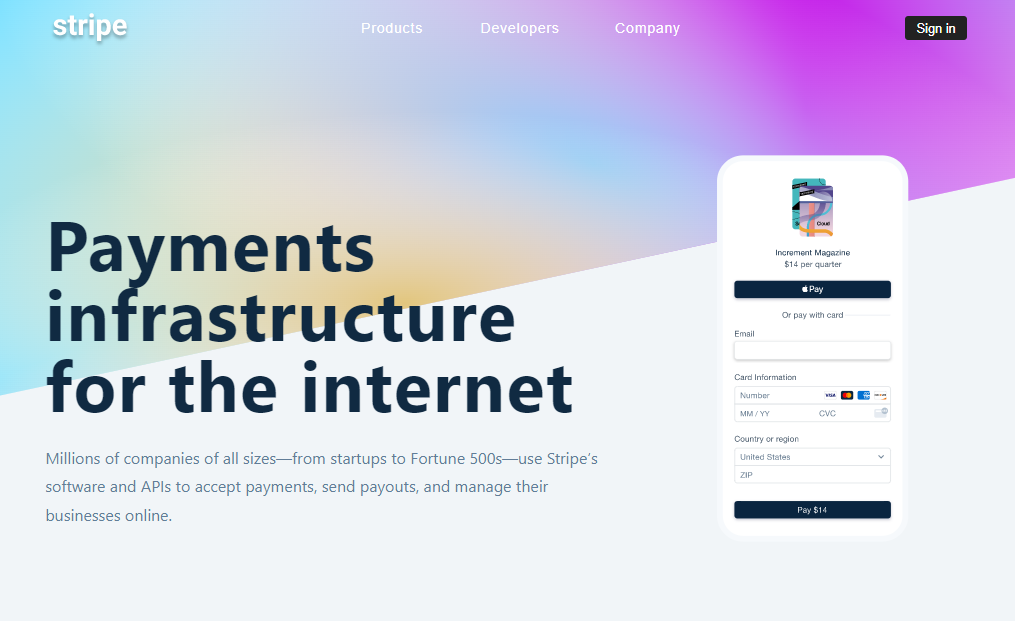 stripe
Products
Developers
Company
Sign in
Payments
infrastructure
for the internet
Millions of companies of all sizes—from startups to Fortune 500s—use Stripe’s
software and APIs to accept payments, send payouts, and manage their
businesses online.
Cloud
Increment Magazine
$14 per quarter
Pay
Or pay with card
Email
Card Information
Number
VISA
MM / YY
CVC
Country or region
United States
ZIP
Pay $14